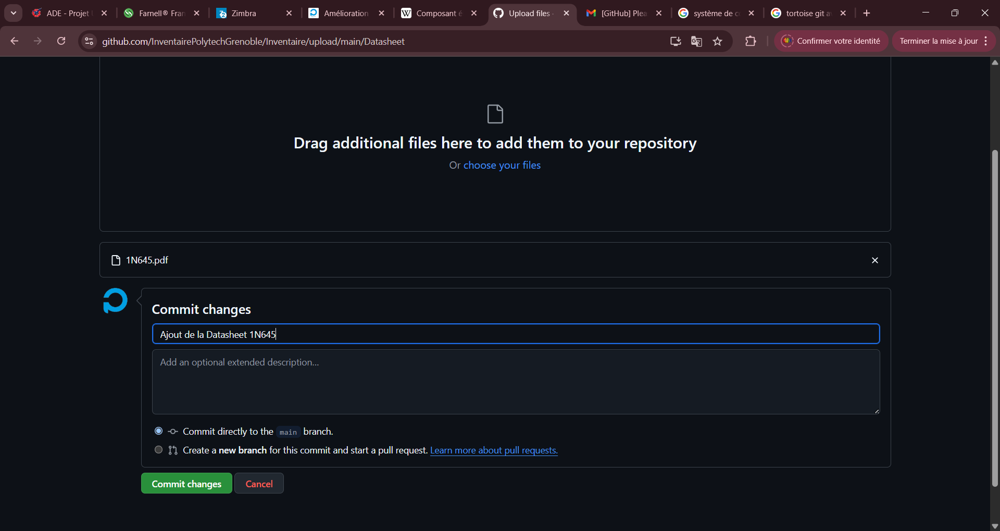 ADE - Projet
Farnell® Fran
Zimbra
Amélioration
Composant é
Upload files ·
[GitHub] Plea
système de c
tortoise git a
github.com/InventairePolytechGrenoble/Inventaire/upload/main/Datasheet
Confirmer votre identité
Terminer la mise à jour
Drag additional files here to add them to your repository
Or choose your files
1N645.pdf
Commit changes
Ajout de la Datasheet 1N645
Add an optional extended description...
Commit directly to the main branch.
Create a new branch for this commit and start a pull request. Learn more about pull requests.
Commit changes
Cancel